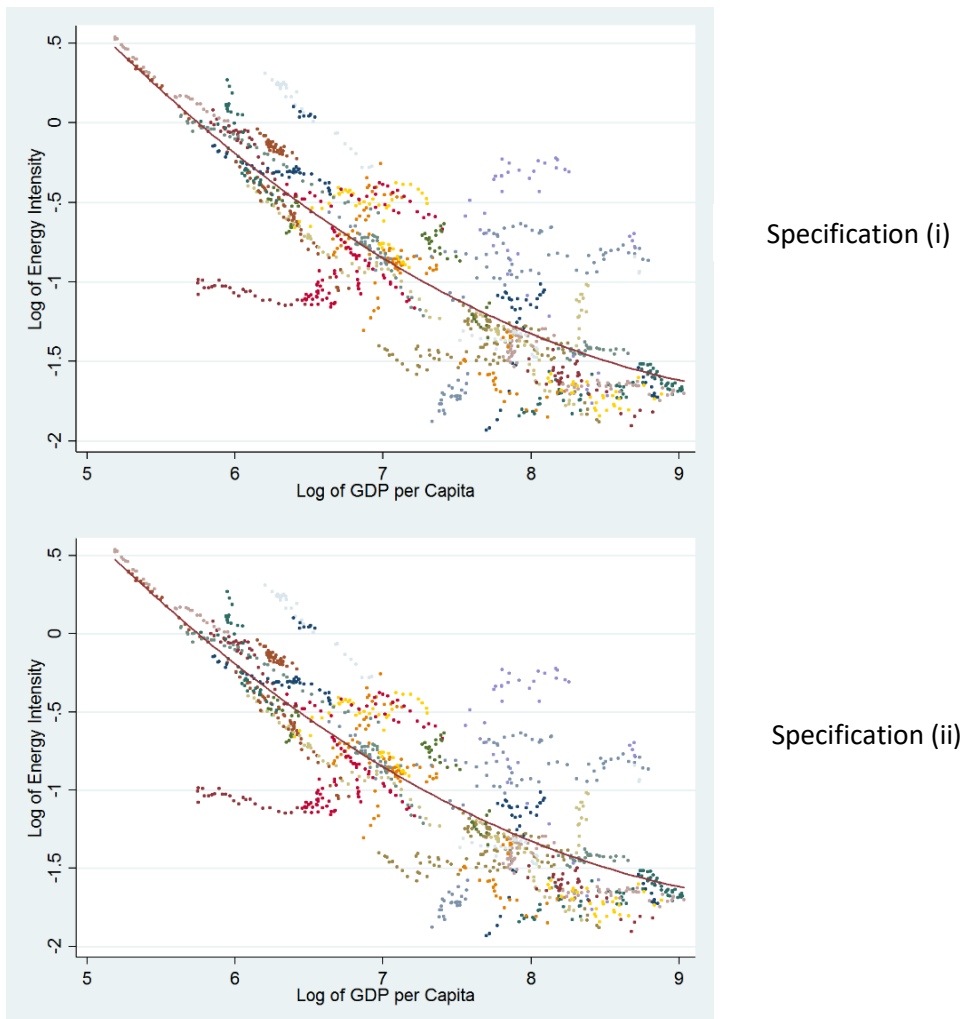 .5
0
-.5
-1
-1.5
-2
Log of Energy Intensity
5 6 7 8 9
Log of GDP per Capita
Specification (i)
.5
0
-.5
-1
-1.5
-2
Log of Energy Intensity
5 6 7 8 9
Log of GDP per Capita
Specification (ii)